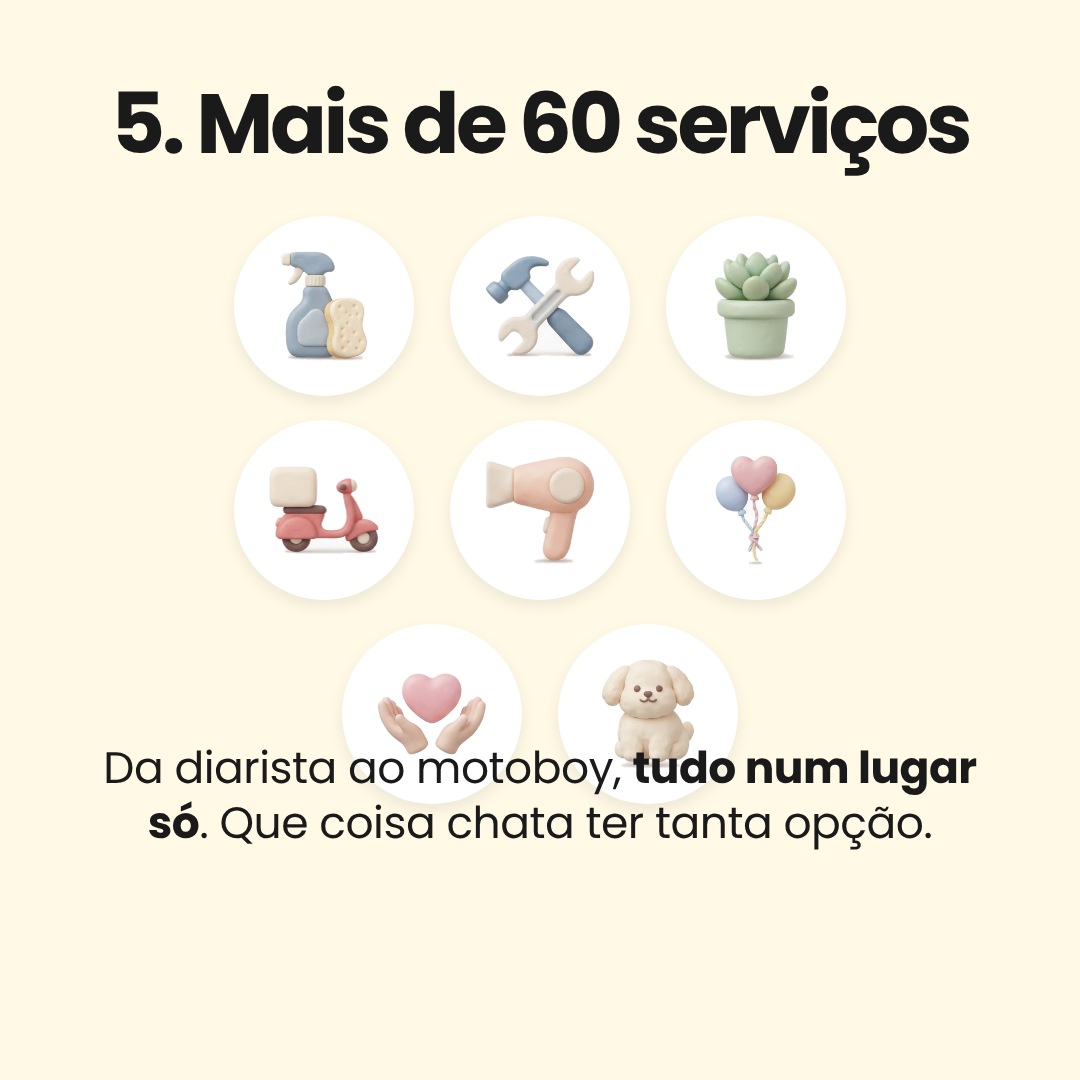 5. Mais de 60 serviços
Da diarista ao motoboy, tudo num lugar
só. Que coisa chata ter tanta opção.